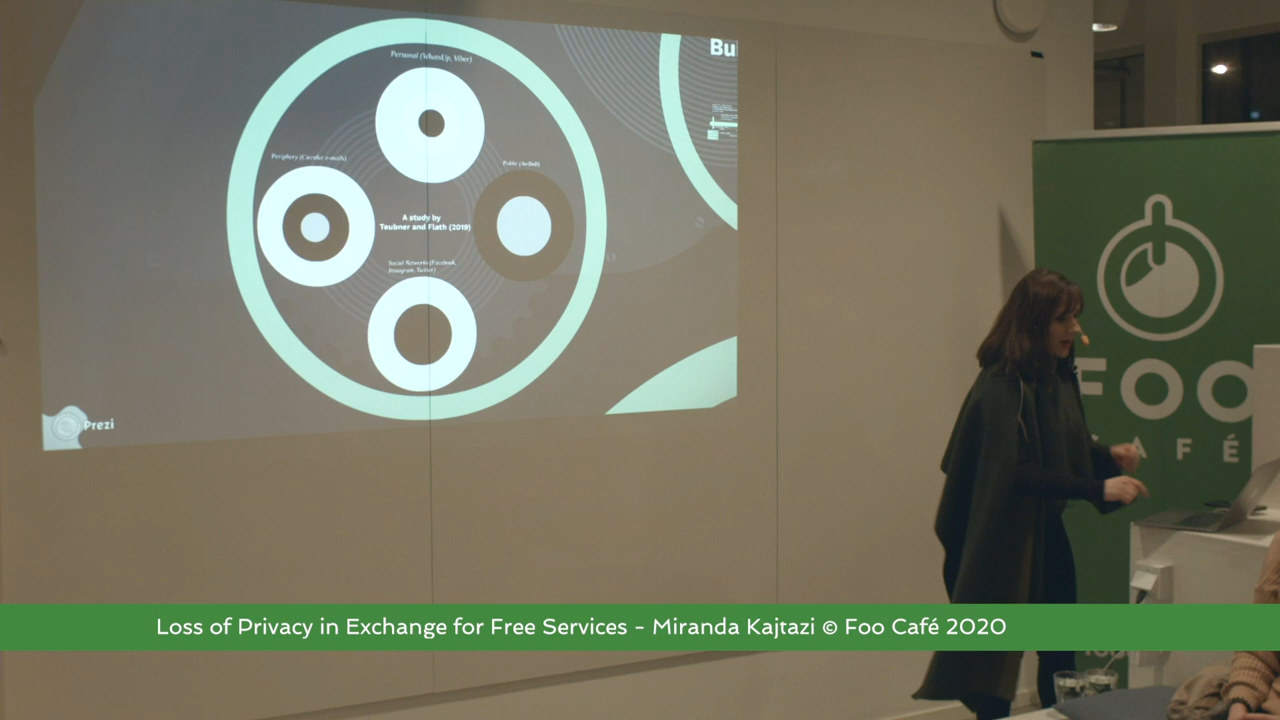 Personal (WhatsUp, Viber)
Bu
Periphery (Circular e-mails)
Public (AirBnB)
A study by
Teubner and Flath (2019)
Social Networks (Facebook,
Instagram, Twitter)
Prezi
FOO
CAFÉ
Loss of Privacy in Exchange for Free Services - Miranda Kajtazi © Foo Café 2020